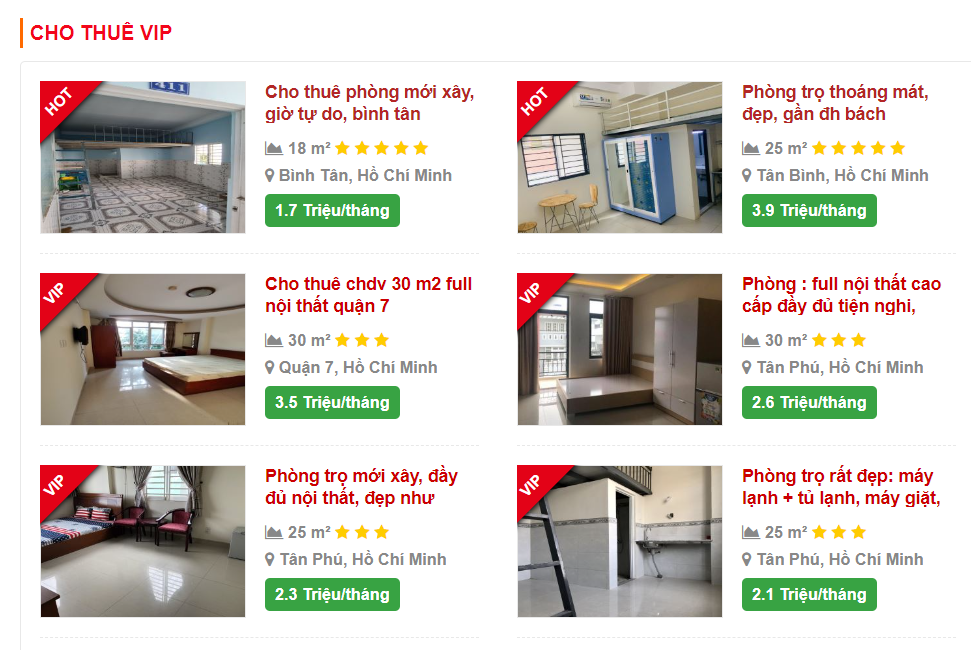 CHO THUÊ VIP
HOT
411
Cho thuê phòng mới xây,
giờ tự do, bình tân
18 m²
Bình Tân, Hồ Chí Minh
1.7 Triệu/tháng
HOT
Phòng trọ thoáng mát,
đẹp, gần đh bách
25 m²
Tân Bình, Hồ Chí Minh
3.9 Triệu/tháng
VIP
Cho thuê chdv 30 m2 full
nội thất quận 7
30 m²
Quận 7, Hồ Chí Minh
3.5 Triệu/tháng
VIP
Phòng : full nội thất cao
cấp đầy đủ tiện nghi,
30 m²
Tân Phú, Hồ Chí Minh
2.6 Triệu/tháng
VIP
Phòng trọ mới xây, đầy
đủ nội thất, đẹp như
25 m²
Tân Phú, Hồ Chí Minh
2.3 Triệu/tháng
VIP
Phòng trọ rất đẹp: máy
lạnh + tủ lạnh, máy giặt,
25 m²
Tân Phú, Hồ Chí Minh
2.1 Triệu/tháng